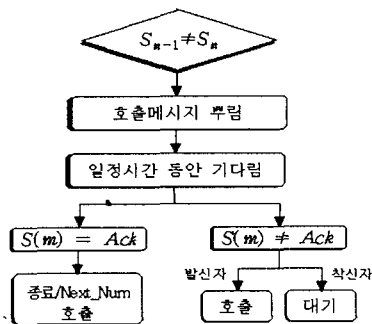 S_{n-1}≠S_n
호출메시지 뿌림
일정시간 동안 기다림
S(m) = Ack
S(m) ≠ Ack
발신자
착신자
종료/Next_Num
호출
호출
대기